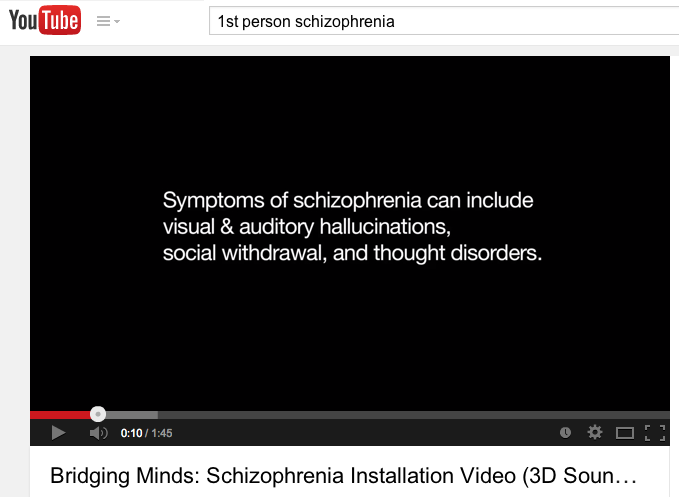 YouTube
1st person schizophrenia
Symptoms of schizophrenia can include
visual & auditory hallucinations,
social withdrawal, and thought disorders.
0:10 / 1:45
Bridging Minds: Schizophrenia Installation Video (3D Soun…